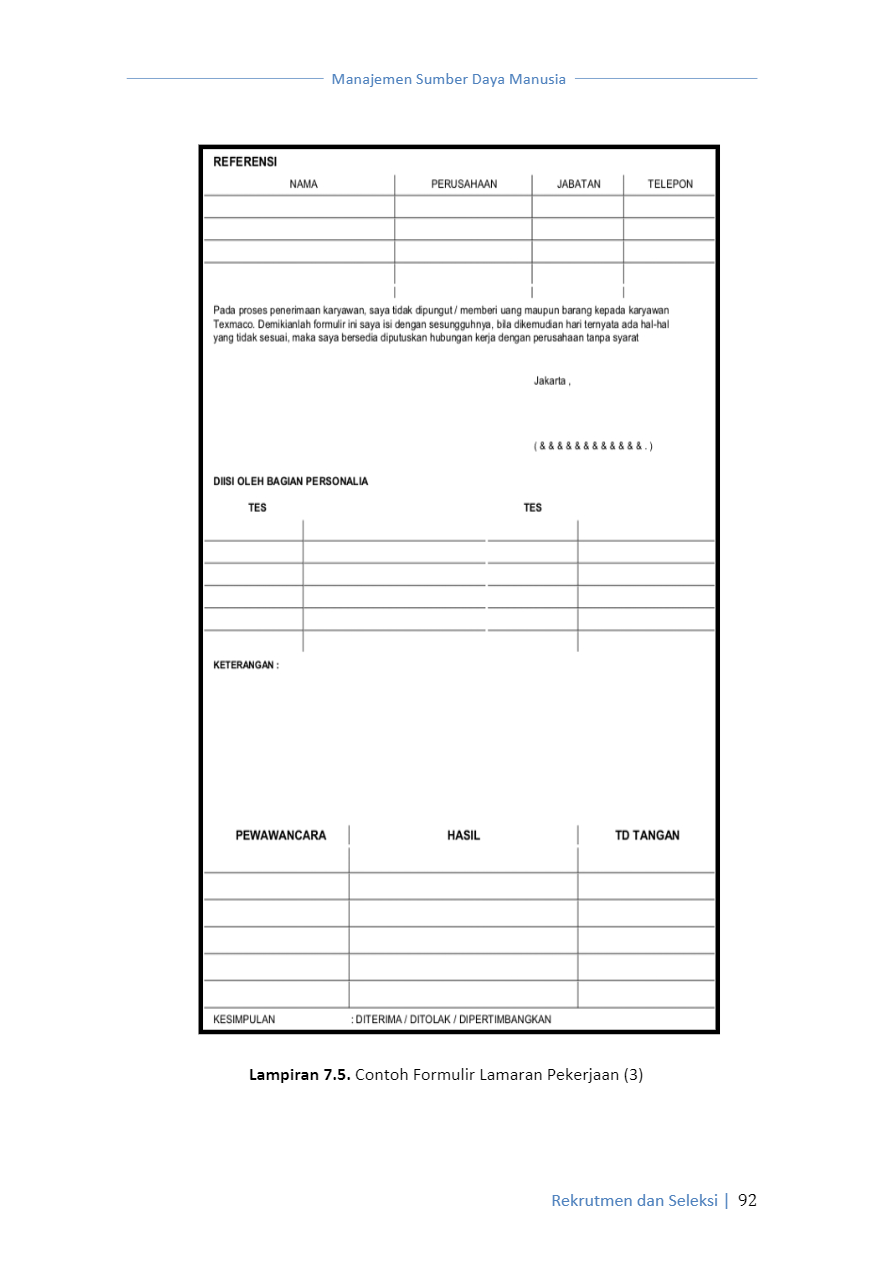 Manajemen Sumber Daya Manusia
REFERENSI
NAMA PERUSAHAAN JABATAN TELEPON
Pada proses penerimaan karyawan, saya tidak dipungut / memberi uang maupun barang kepada karyawan
Texmaco. Demikianlah formulir ini saya isi dengan sesungguhnya, bila dikemudian hari ternyata ada hal-hal
yang tidak sesuai, maka saya bersedia diputuskan hubungan kerja dengan perusahaan tanpa syarat
Jakarta ,
( & & & & & & & & & & & & . )
DIISI OLEH BAGIAN PERSONALIA
TES TES
KETERANGAN :
PEWAWANCARA HASIL TD TANGAN
KESIMPULAN : DITERIMA / DITOLAK / DIPERTIMBANGKAN
Lampiran 7.5. Contoh Formulir Lamaran Pekerjaan (3)
Rekrutmen dan Seleksi | 92